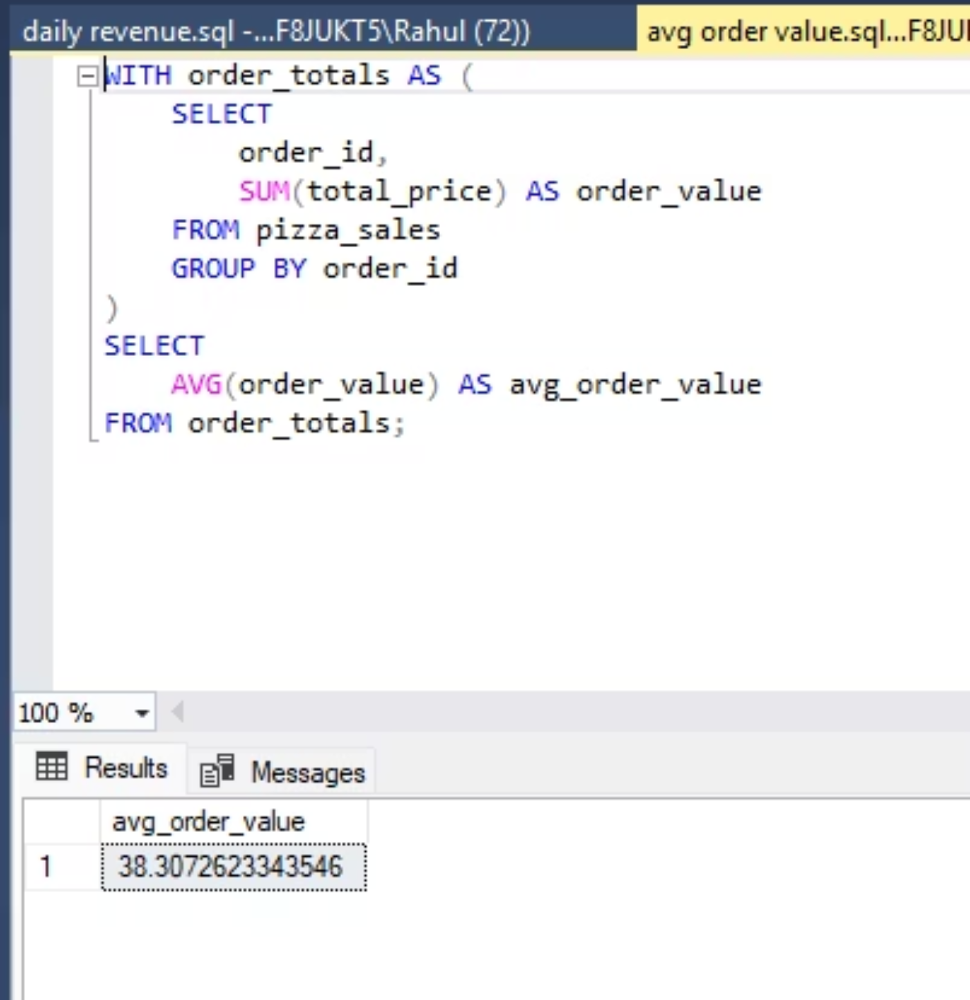 daily revenue.sql -...F8JUKT5\Rahul (72))
avg order value.sql...F8JU
WITH order_totals AS (
    SELECT
        order_id,
        SUM(total_price) AS order_value
    FROM pizza_sales
    GROUP BY order_id
)
SELECT
    AVG(order_value) AS avg_order_value
FROM order_totals;
100 %
Results
Messages
avg_order_value
1 38.3072623343546